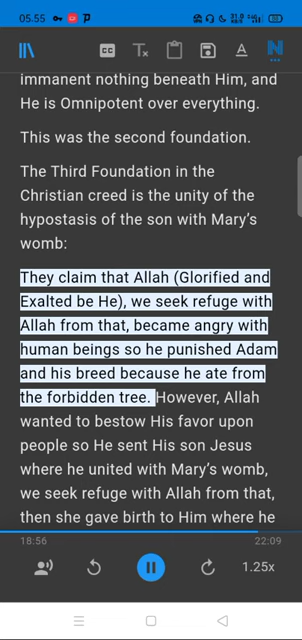 05.55
31.0
KB/s
immanent nothing beneath Him, and
He is Omnipotent over everything.
This was the second foundation.
The Third Foundation in the
Christian creed is the unity of the
hypostasis of the son with Mary's
womb:
They claim that Allah (Glorified and
Exalted be He), we seek refuge with
Allah from that, became angry with
human beings so he punished Adam
and his breed because he ate from
the forbidden tree. However, Allah
wanted to bestow His favor upon
people so He sent His son Jesus
where he united with Mary's womb,
we seek refuge with Allah from that,
then she gave birth to Him where he
18:56
22:09
1.25x